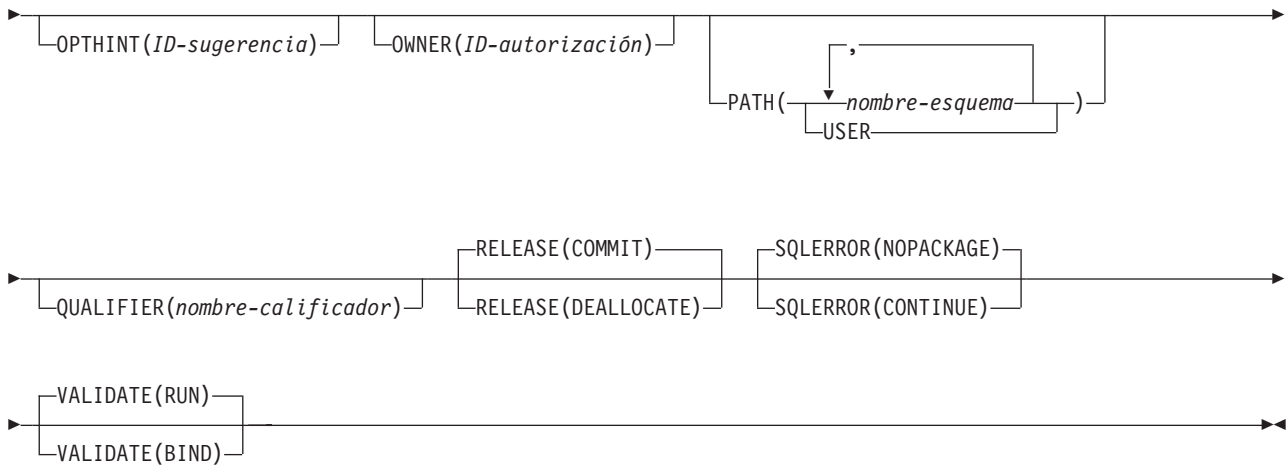 OPTHINT(ID-sugerencia) OWNER(ID-autorización)
,
PATH( nombre-esquema )
USER
RELEASE(COMMIT) SQLERROR(NOPACKAGE)
QUALIFIER(nombre-calificador) RELEASE(DEALLOCATE) SQLERROR(CONTINUE)
VALIDATE(RUN)
VALIDATE(BIND)